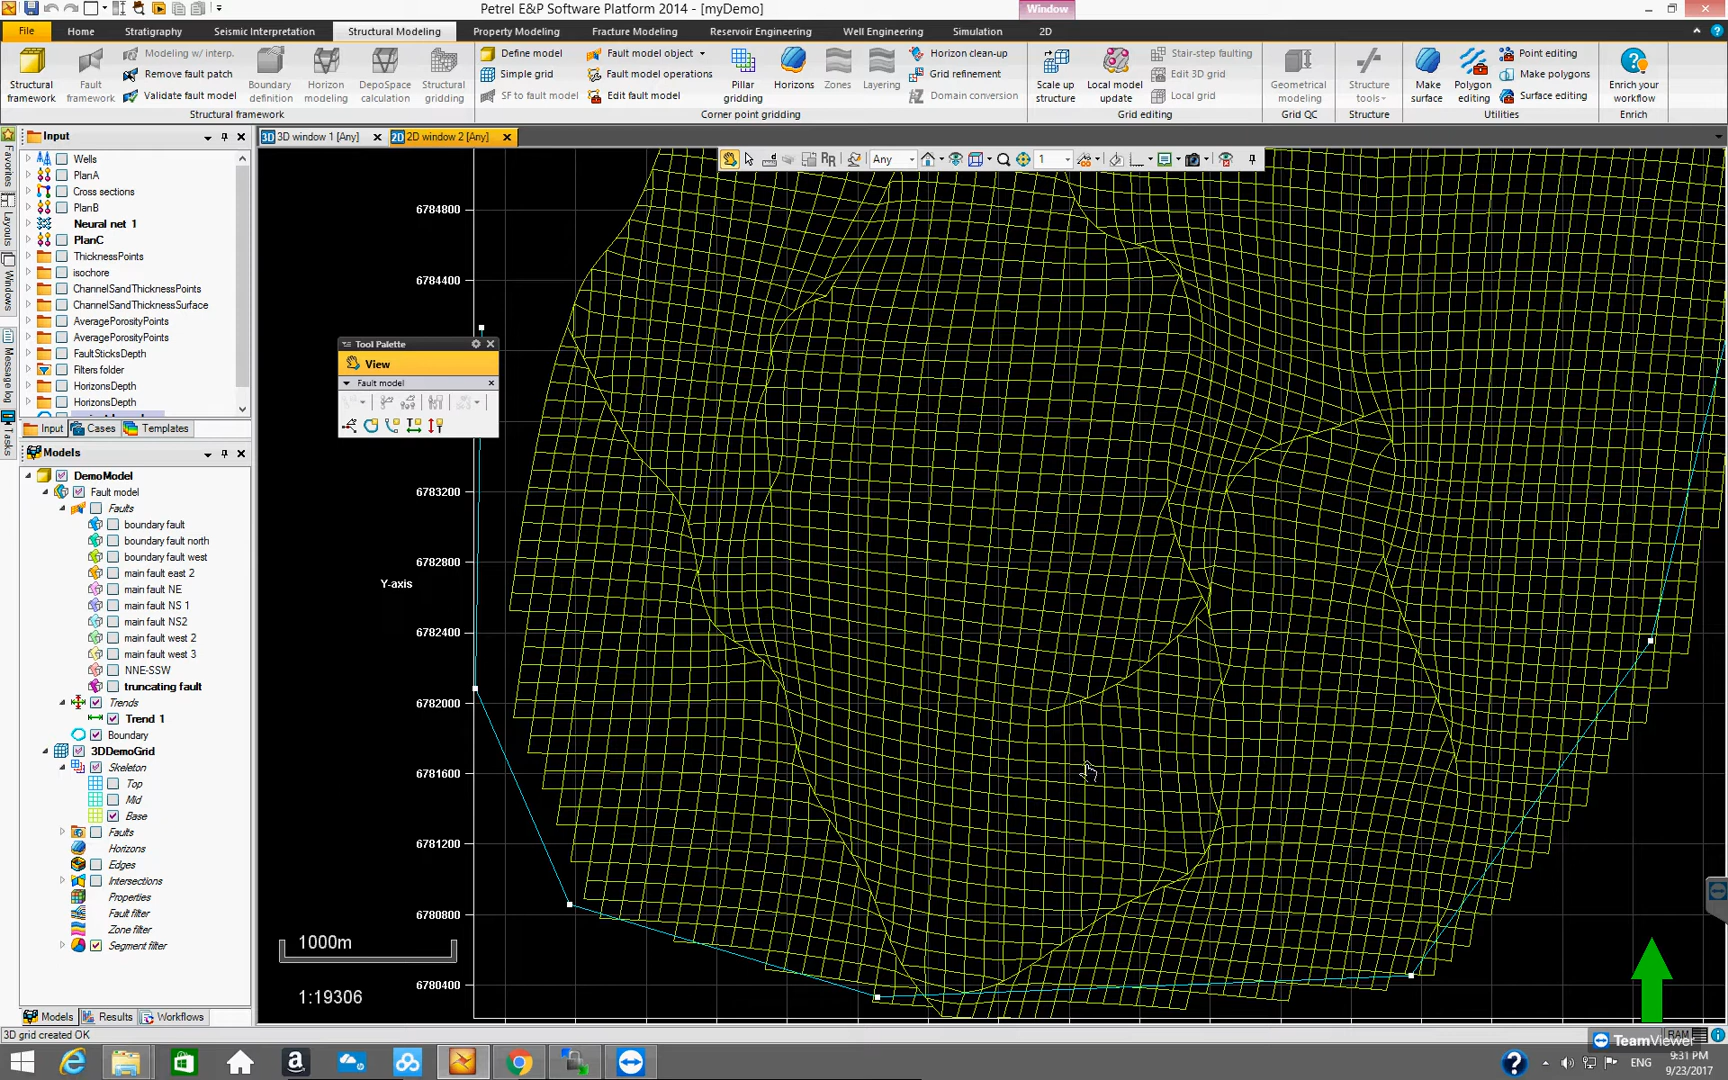 Petrel E&P Software Platform 2014 - [myDemo]
Window
File
Home
Stratigraphy
Seismic Interpretation
Structural Modeling
Property Modeling
Fracture Modeling
Reservoir Engineering
Well Engineering
Simulation
2D
Structural framework
Fault framework
Modeling w/ interp.
Remove fault patch
Validate fault model
Boundary definition
Horizon modeling
DepoSpace calculation
Structural gridding
Structural framework
Define model
Simple grid
SF to fault model
Fault model object
Fault model operations
Edit fault model
Pillar gridding
Horizons
Zones
Layering
Horizon clean-up
Grid refinement
Domain conversion
Corner point gridding
Scale up structure
Local model update
Stair-step faulting
Edit 3D grid
Local grid
Grid editing
Geometrical modeling
Grid QC
Structure tools
Structure
Make surface
Polygon editing
Point editing
Make polygons
Surface editing
Utilities
Enrich your workflow
Enrich
Favorites
Layouts
Windows
Message log
Tasks
Input
Wells
PlanA
Cross sections
PlanB
Neural net 1
PlanC
ThicknessPoints
isochore
ChannelSandThicknessPoints
ChannelSandThicknessSurface
AveragePorosityPoints
AveragePorosityPoints
FaultSticksDepth
Filters folder
HorizonsDepth
HorizonsDepth
Input
Cases
Templates
Models
DemoModel
Fault model
Faults
boundary fault
boundary fault north
boundary fault west
main fault east 2
main fault NE
main fault NS 1
main fault NS2
main fault west 2
main fault west 3
NNE-SSW
truncating fault
Trends
Trend 1
Boundary
3DDemoGrid
Skeleton
Top
Mid
Base
Faults
Horizons
Edges
Intersections
Properties
Fault filter
Zone filter
Segment filter
Models
Results
Workflows
3D grid created OK
3D 3D window 1 [Any]
2D 2D window 2 [Any]
Any
1
6784800
6784400
Tool Palette
View
Fault model
6783200
6782800
Y-axis
6782400
6782000
6781600
6781200
6780800
6780400
1000m
1:19306
RAM
TeamViewer
ENG
9:31 PM
9/23/2017